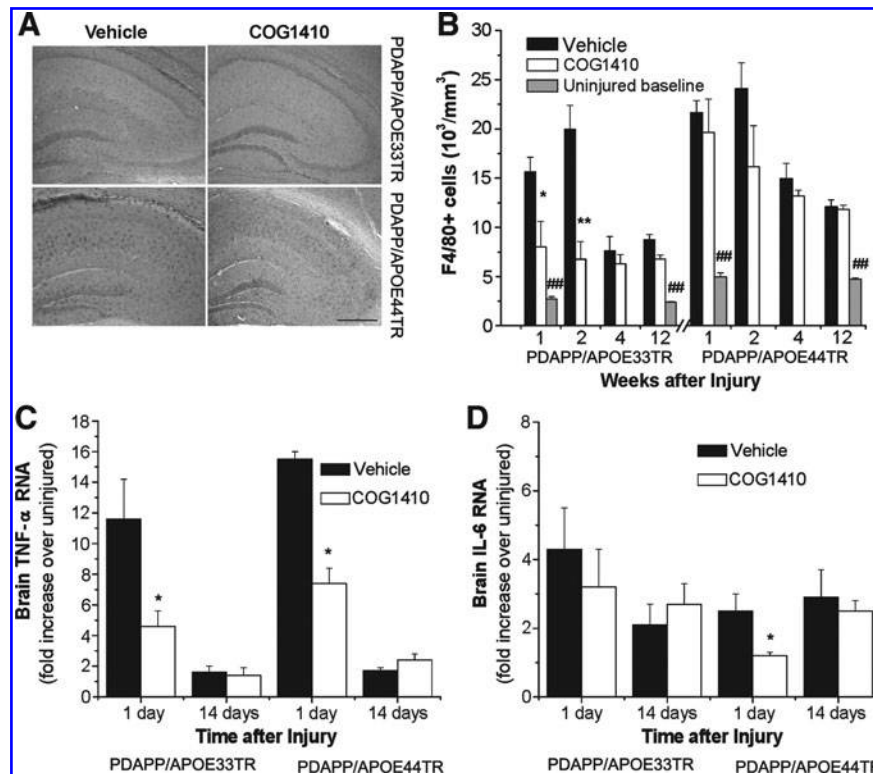 A
Vehicle
COG1410
PDAPP/APOE33TR
PDAPP/APOE44TR
B
Vehicle
COG1410
Uninjured baseline
F4/80+ cells (10³/mm³)
30
25
20
15
10
5
0
*
**
##
##
##
##
1 2 4 12 1 2 4 12
PDAPP/APOE33TR PDAPP/APOE44TR
Weeks after Injury
C
Vehicle
COG1410
Brain TNF-α RNA
(fold increase over uninjured)
18
16
14
12
10
8
6
4
2
0
*
*
1 day 14 days 1 day 14 days
Time after Injury
PDAPP/APOE33TR PDAPP/APOE44TR
D
Vehicle
COG1410
Brain IL-6 RNA
(fold increase over uninjured)
8
6
4
2
0
*
1 day 14 days 1 day 14 days
Time after Injury
PDAPP/APOE33TR PDAPP/APOE44TR